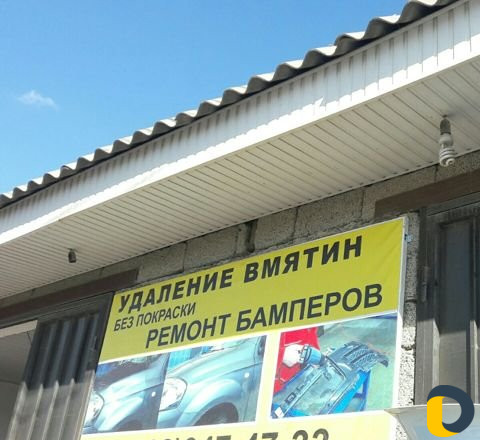 УДАЛЕНИЕ ВМЯТИН
БЕЗ ПОКРАСКИ
РЕМОНТ БАМПЕРОВ